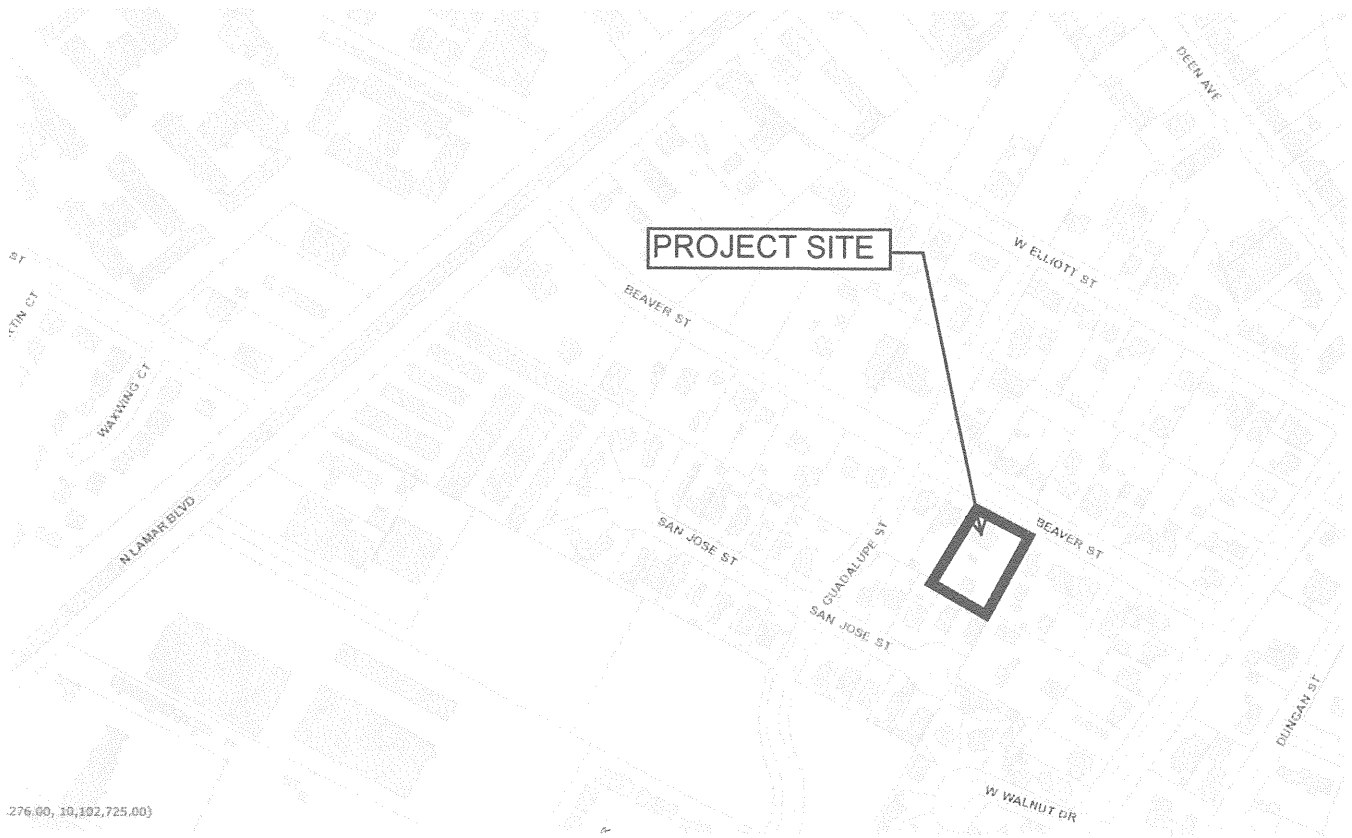 DEEN AVE
PROJECT SITE
W ELLIOTT ST
ST
BEAVER ST
WAXWING CT
N LAMAR BLVD
SAN JOSE ST
GUADALUPE ST
BEAVER ST
SAN JOSE ST
DUNGAN ST
W WALNUT DR
.276.00, 10,102,725.00)